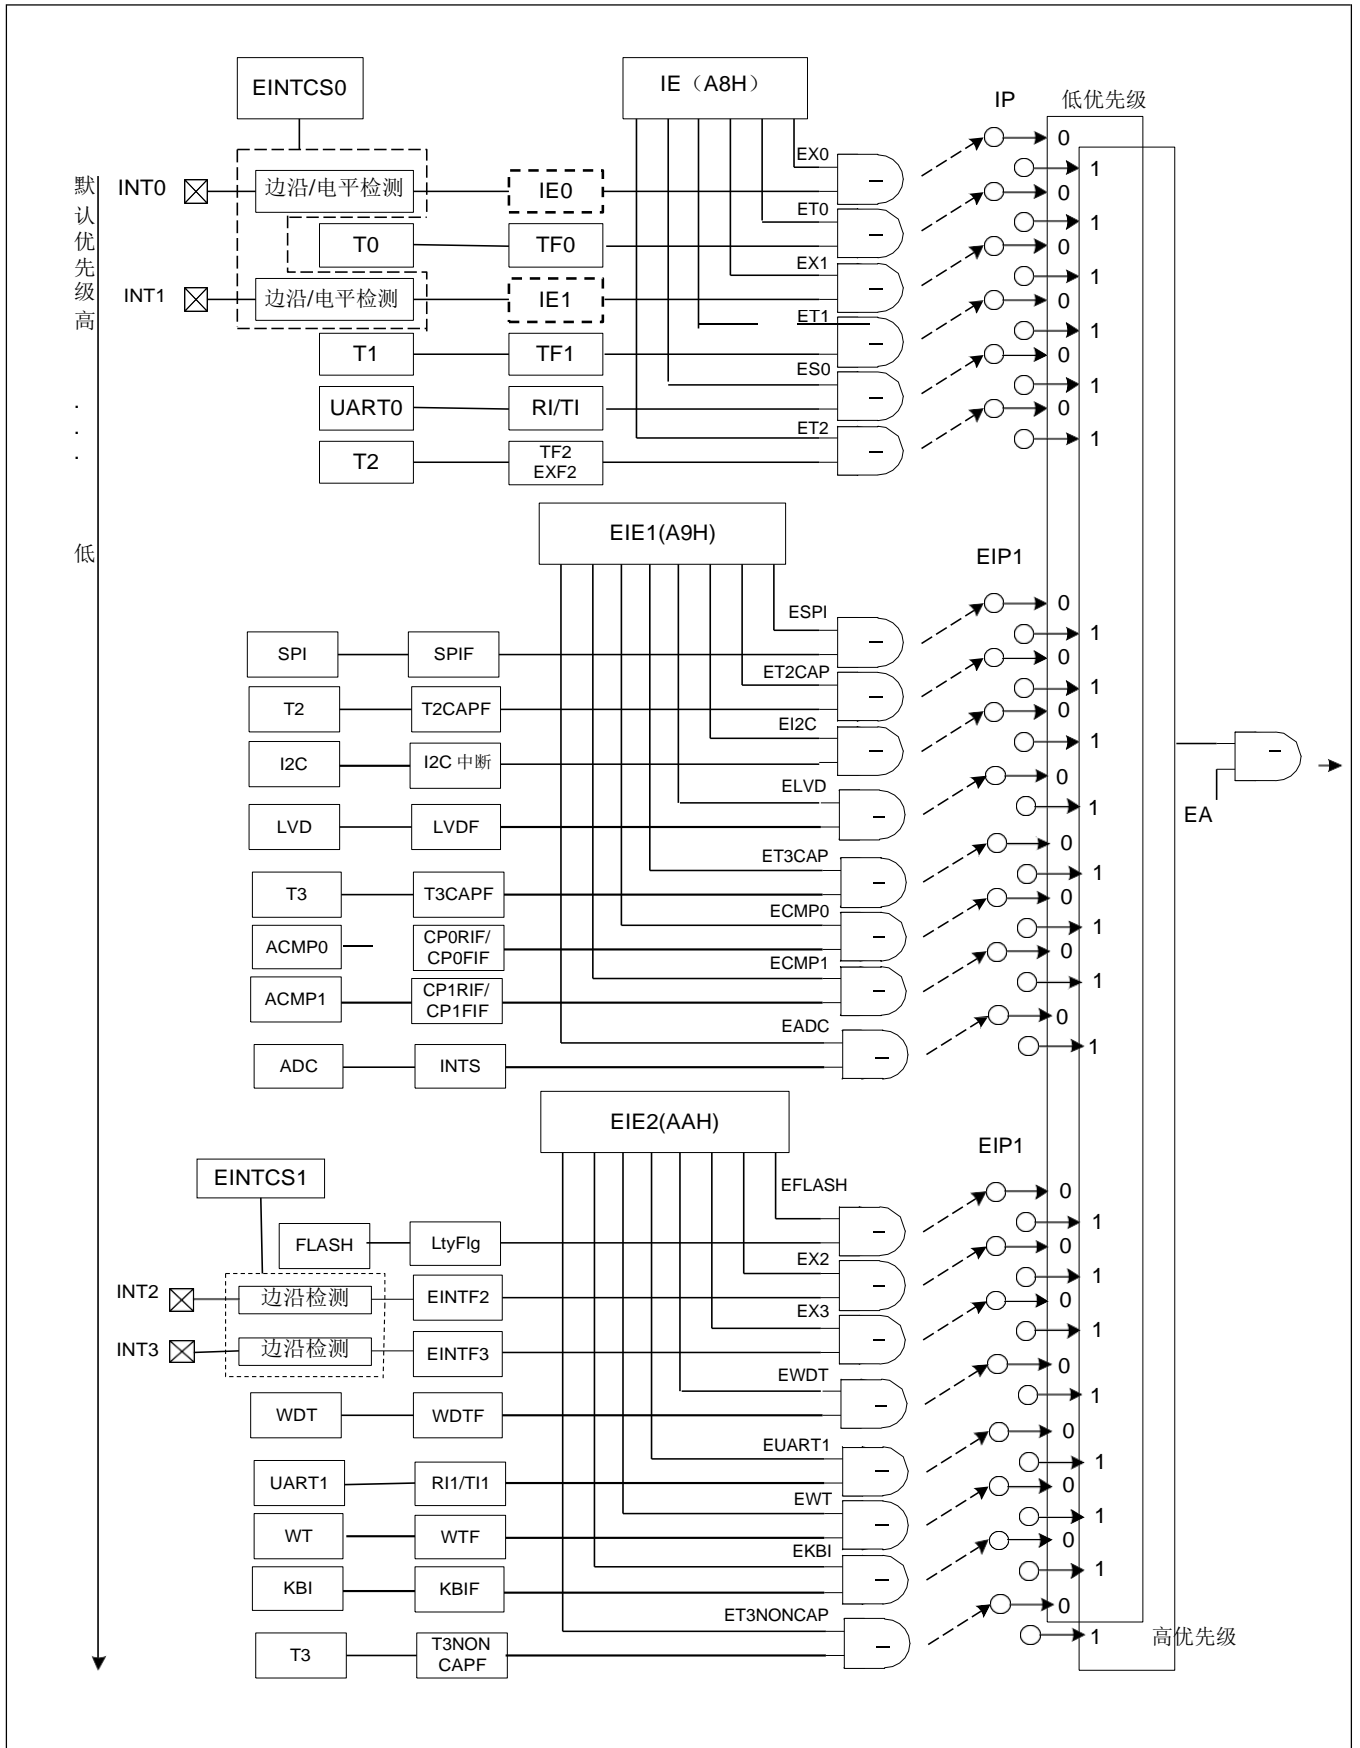 EINTCS0
IE（A8H）
IP
低优先级
默认优先级高
.
.
.
低
INT0
边沿/电平检测
IE0
EX0
0
1
T0
TF0
ET0
0
1
INT1
边沿/电平检测
IE1
EX1
0
1
T1
TF1
ET1
0
1
UART0
RI/TI
ES0
0
1
T2
TF2
EXF2
ET2
0
1
EIE1(A9H)
EIP1
SPI
SPIF
ESPI
0
1
T2
T2CAPF
ET2CAP
0
1
I2C
I2C 中断
EI2C
0
1
LVD
LVDF
ELVD
0
1
EA
T3
T3CAPF
ET3CAP
0
1
ACMP0
CP0RIF/
CP0FIF
ECMP0
0
1
ACMP1
CP1RIF/
CP1FIF
ECMP1
0
1
ADC
INTS
EADC
0
1
EIE2(AAH)
EIP1
EINTCS1
FLASH
LtyFlg
EFLASH
0
1
INT2
边沿检测
EINTF2
EX2
0
1
INT3
边沿检测
EINTF3
EX3
0
1
WDT
WDTF
EWDT
0
1
UART1
RI1/TI1
EUART1
0
1
WT
WTF
EWT
0
1
KBI
KBIF
EKBI
0
1
T3
T3NON
CAPF
ET3NONCAP
0
1
高优先级